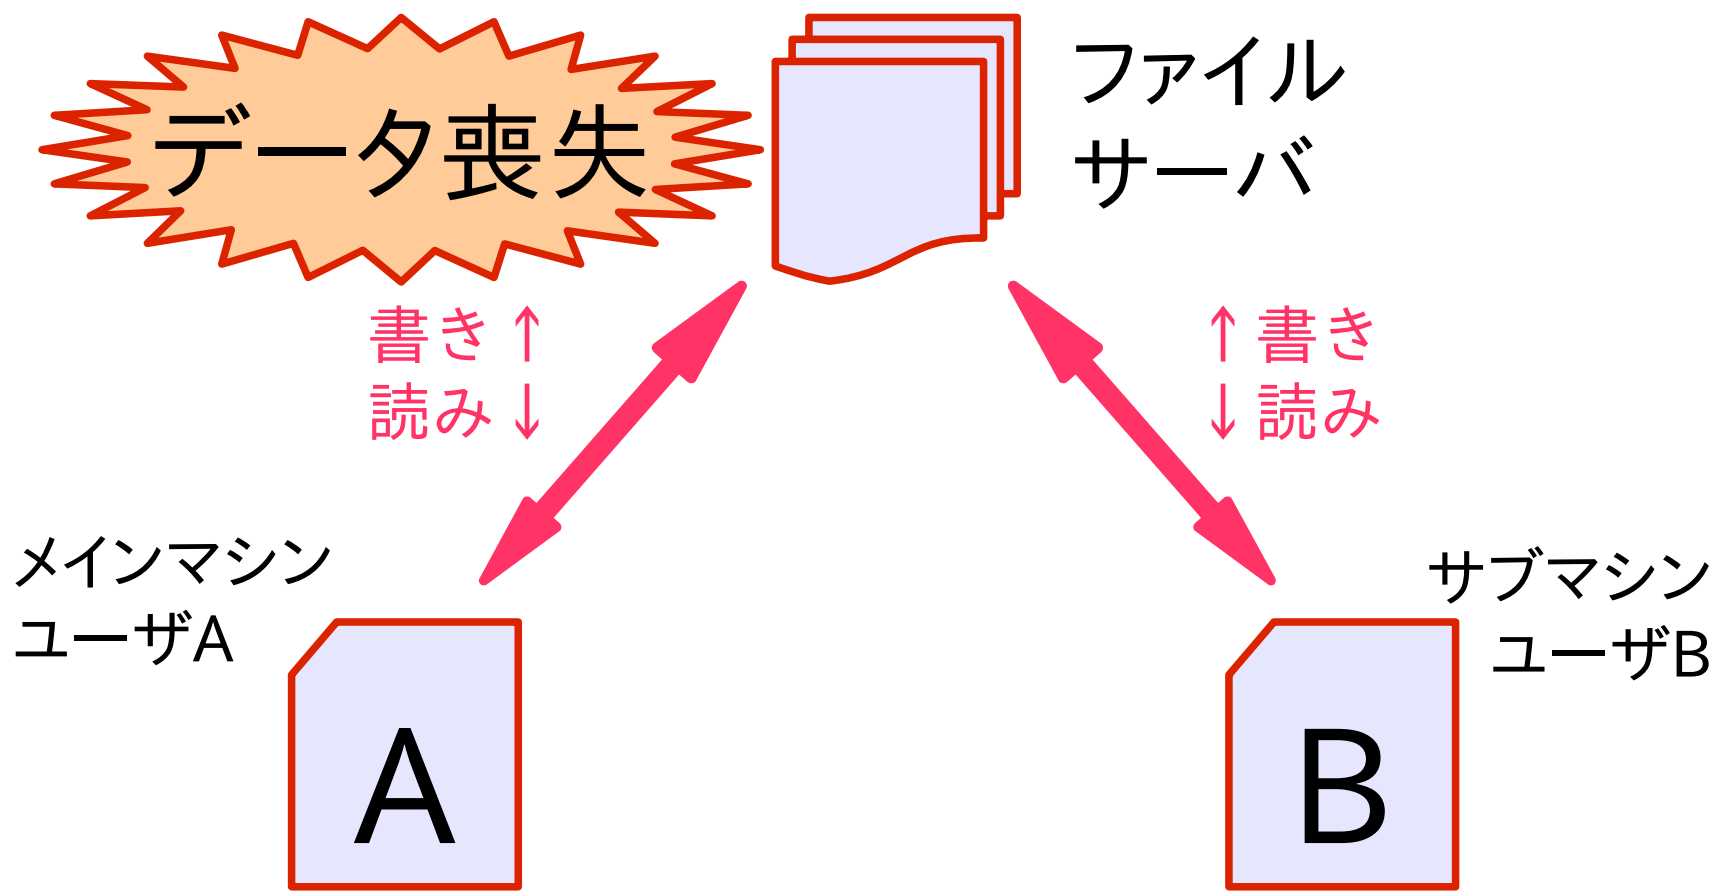 データ喪失
ファイル
サーバ
書き↑
読み↓
↑書き
↓読み
メインマシン
ユーザA
サブマシン
ユーザB
A
B